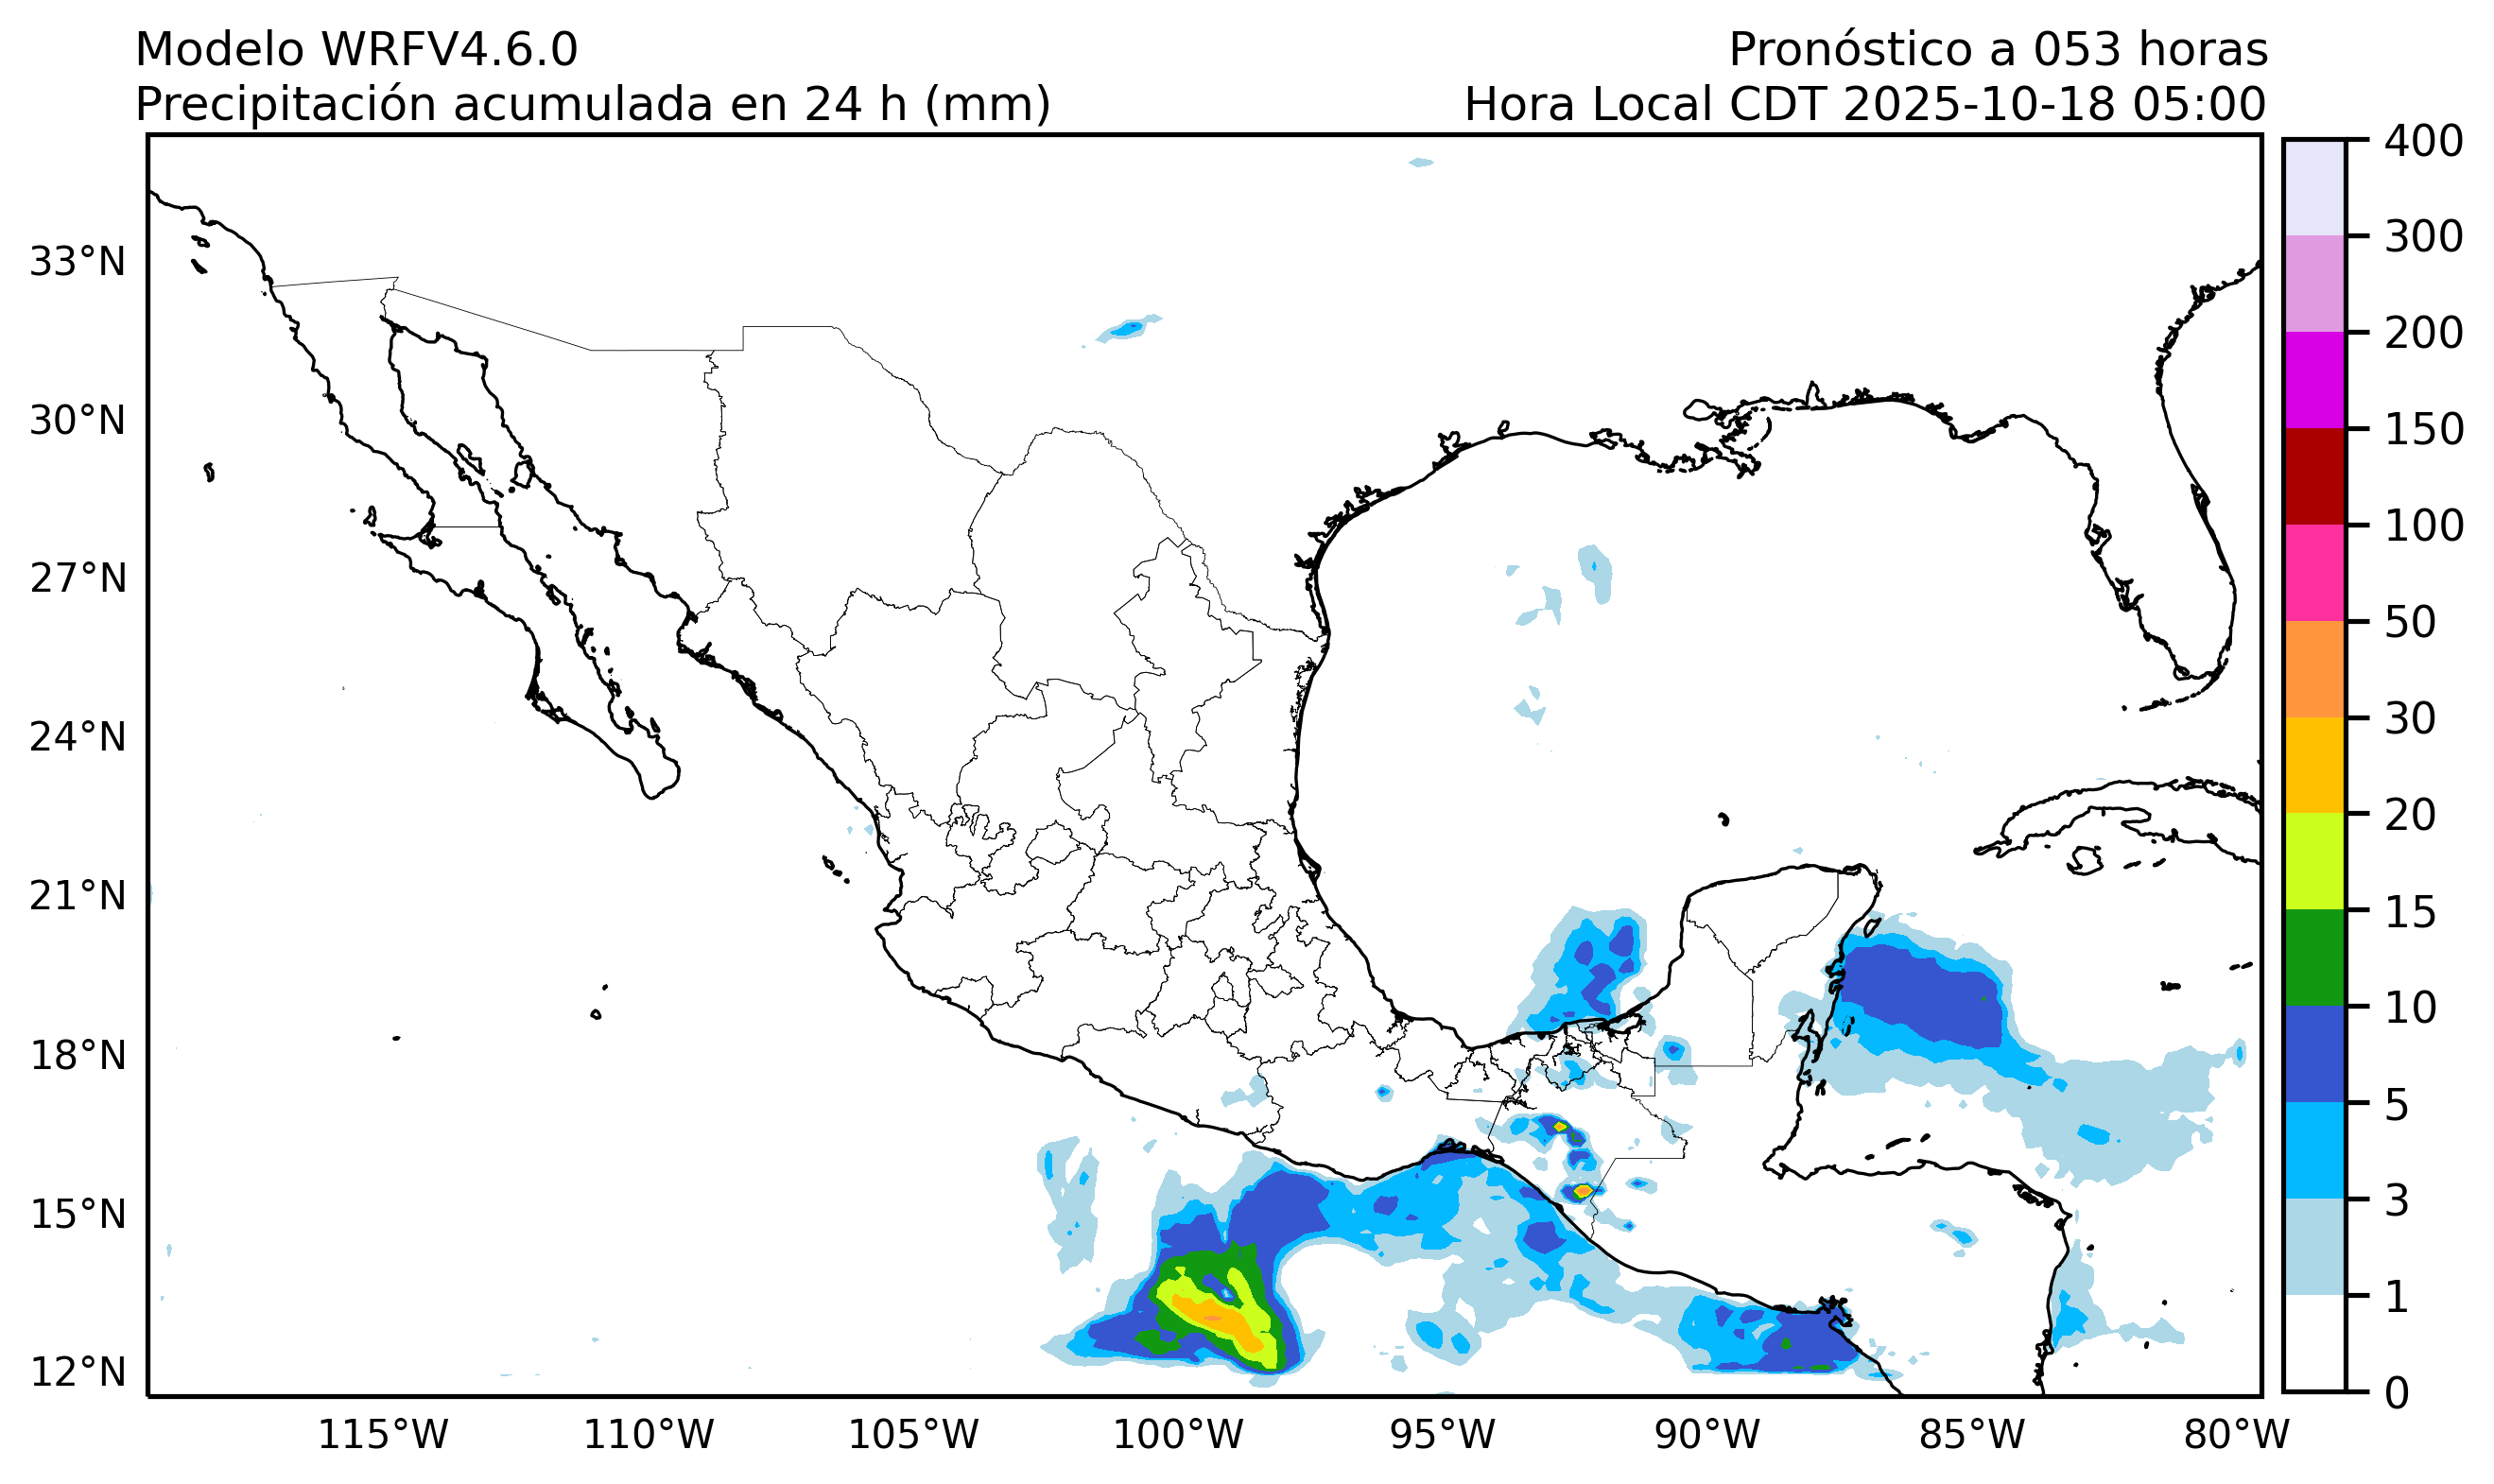 Modelo WRFV4.6.0
Pronóstico a 053 horas
Precipitación acumulada en 24 h (mm)
Hora Local CDT 2025-10-18 05:00
33°N
30°N
27°N
24°N
21°N
18°N
15°N
12°N
115°W
110°W
105°W
100°W
95°W
90°W
85°W
80°W
400
300
200
150
100
50
30
20
15
10
5
3
1
0